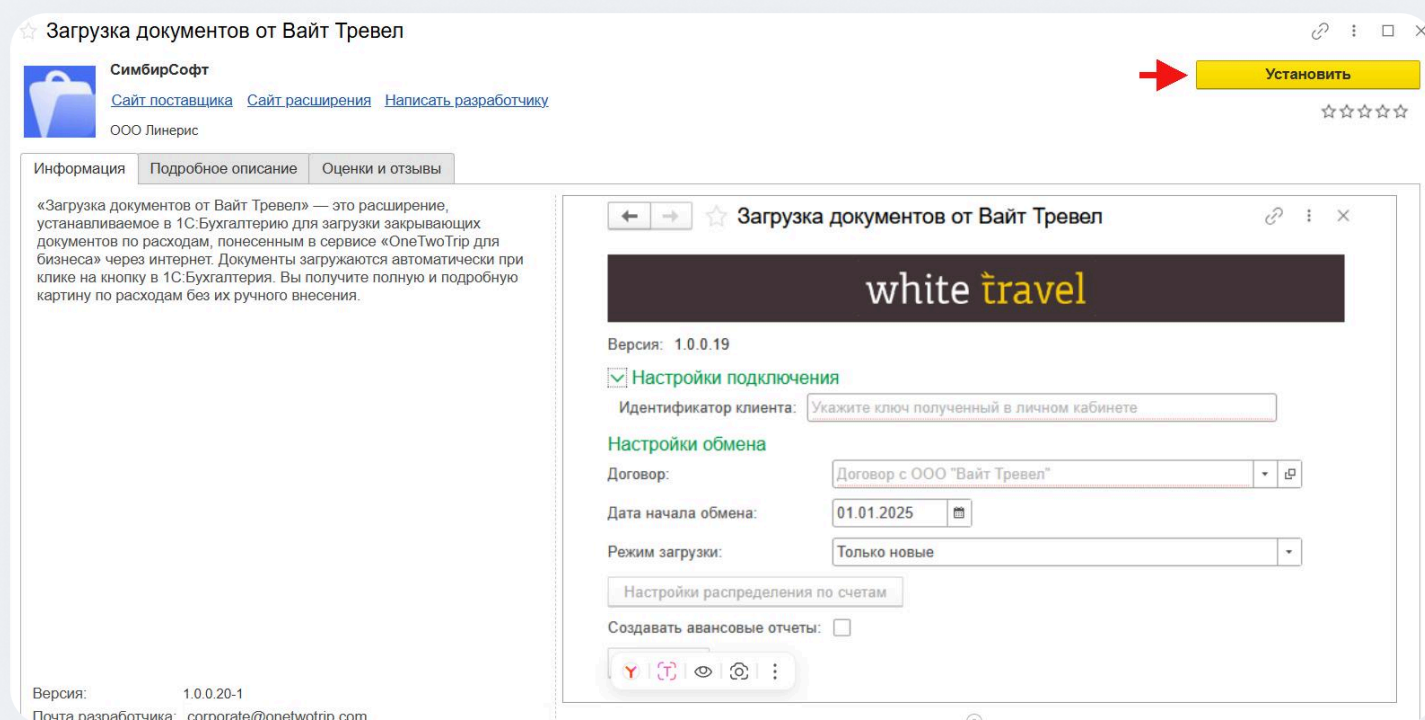 Загрузка документов от Вайт Тревел
СимбирСофт
Установить
Сайт поставщика Сайт расширения Написать разработчику
ООО Линерис
Информация Подробное описание Оценки и отзывы
«Загрузка документов от Вайт Тревел» — это расширение,
устанавливаемое в 1С:Бухгалтерию для загрузки закрывающих
документов по расходам, понесенным в сервисе «OneTwoTrip для
бизнеса» через интернет. Документы загружаются автоматически при
клике на кнопку в 1С:Бухгалтерия. Вы получите полную и подробную
картину по расходам без их ручного внесения.
Загрузка документов от Вайт Тревел
white travel
Версия: 1.0.0.19
Настройки подключения
Идентификатор клиента: Укажите ключ полученный в личном кабинете
Настройки обмена
Договор: Договор с ООО "Вайт Тревел"
Дата начала обмена: 01.01.2025
Режим загрузки: Только новые
Настройки распределения по счетам
Создавать авансовые отчеты:
Версия: 1.0.0.20-1
Почта разработчика: corporate@onetwotrip.com